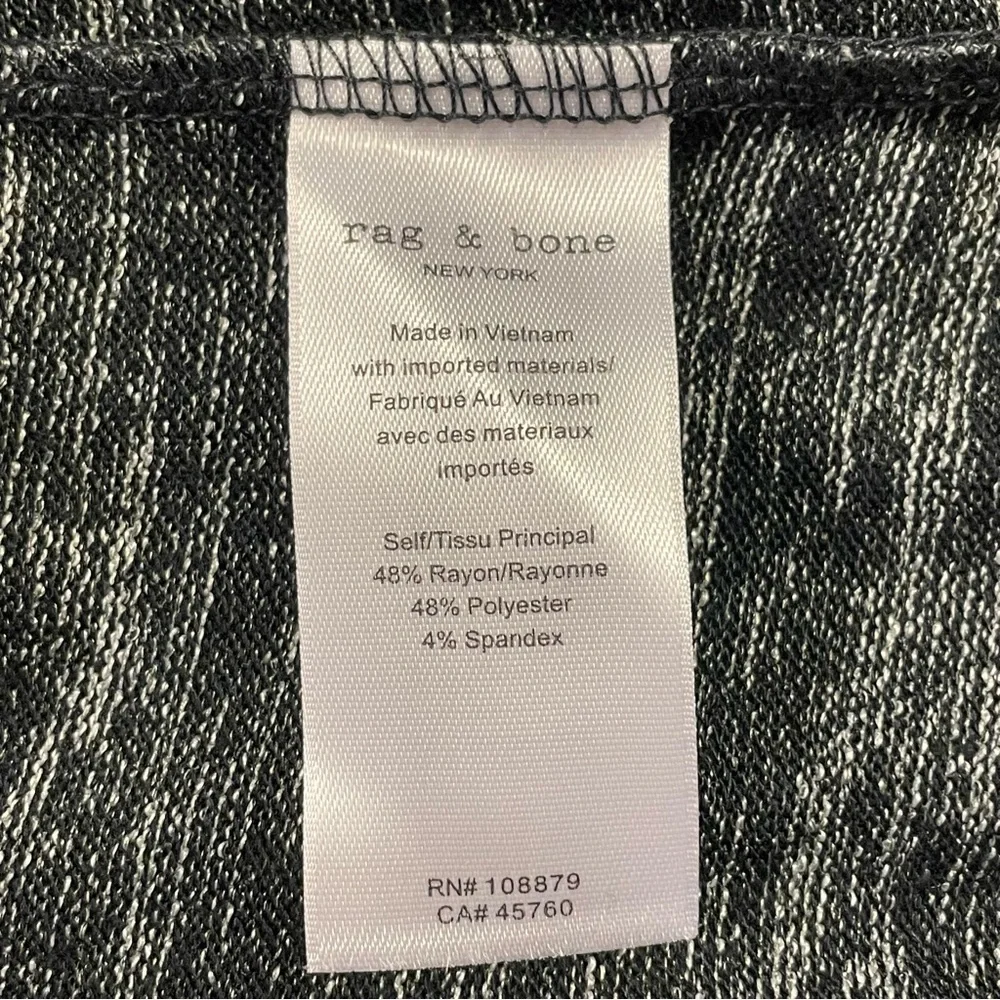 rag & bone
NEW YORK
Made in Vietnam
with imported materials/
Fabriqué Au Vietnam
avec des materiaux
importés
Self/Tissu Principal
48% Rayon/Rayonne
48% Polyester
4% Spandex
RN# 108879
CA# 45760